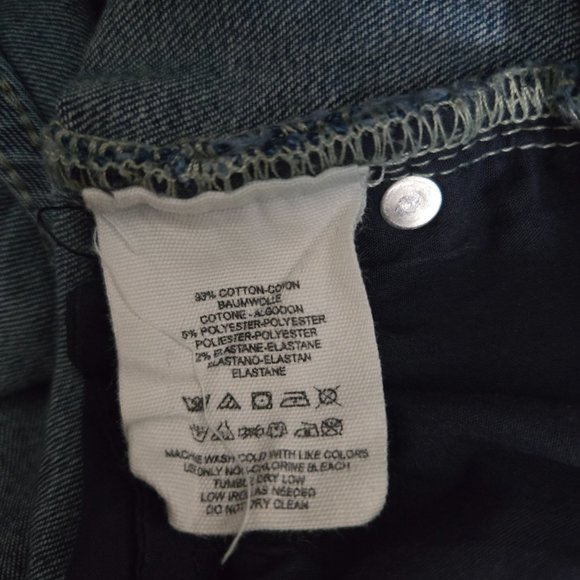 93% COTTON-COTON
BAUMWOLLE
COTONE - ALGODON
5% POLYESTER-POLYESTER
POLIESTER-POLYESTER
2% ELASTANE-ELASTANE
ELASTANO-ELASTAN
ELASTANE
MACHINE WASH COLD WITH LIKE COLORS
USE ONLY NON-CHLORINE BLEACH
TUMBLE DRY LOW
LOW IRON AS NEEDED
DO NOT DRY CLEAN